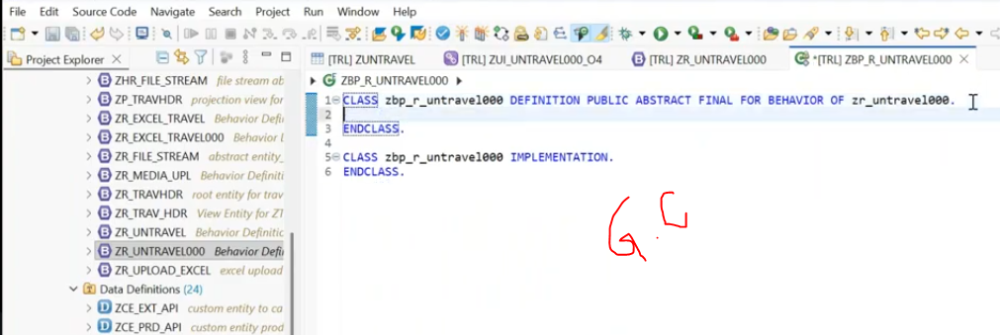 File Edit Source Code Navigate Search Project Run Window Help
Project Explorer
[TRL] ZUNTRAVEL
[TRL] ZUI_UNTRAVEL000_O4
[TRL] ZR_UNTRAVEL000
*[TRL] ZBP_R_UNTRAVEL000
ZBP_R_UNTRAVEL000
ZHR_FILE_STREAM file stream ab
ZP_TRAVHDR projection view for
ZR_EXCEL_TRAVEL Behavior Defi
ZR_EXCEL_TRAVEL000 Behavior D
ZR_FILE_STREAM abstract entity_
ZR_MEDIA_UPL Behavior Definiti
ZR_TRAVHDR root entity for trav
ZR_TRAV_HDR View Entity for ZT
ZR_UNTRAVEL Behavior Definitic
ZR_UNTRAVEL000 Behavior Defi
ZR_UPLOAD_EXCEL excel upload
Data Definitions (24)
ZCE_EXT_API custom entity to ca
ZCE_PRD_API custom entity prod
1 CLASS zbp_r_untravel000 DEFINITION PUBLIC ABSTRACT FINAL FOR BEHAVIOR OF zr_untravel000.
2
3 ENDCLASS.
4
5 CLASS zbp_r_untravel000 IMPLEMENTATION.
6 ENDCLASS.